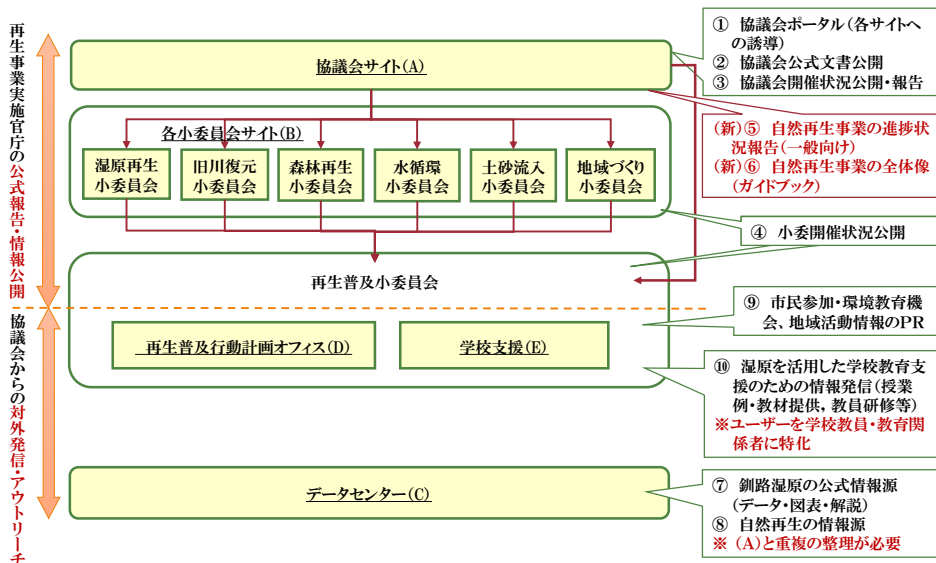 再生事業実施官庁の公式報告・情報公開
協議会からの対外発信・アウトリーチ
協議会サイト(A)
各小委員会サイト(B)
湿原再生
小委員会
旧川復元
小委員会
森林再生
小委員会
水循環
小委員会
土砂流入
小委員会
地域づくり
小委員会
再生普及小委員会
再生普及行動計画オフィス(D)
学校支援(E)
データセンター(C)
① 協議会ポータル(各サイトへ
の誘導)
② 協議会公式文書公開
③ 協議会開催状況公開・報告
(新)⑤ 自然再生事業の進捗状
況報告(一般向け)
(新)⑥ 自然再生事業の全体像
(ガイドブック)
④ 小委開催状況公開
⑨ 市民参加・環境教育機
会、地域活動情報のPR
⑩ 湿原を活用した学校教育支
援のための情報発信(授業
例・教材提供, 教員研修等)
※ユーザーを学校教員・教育関
係者に特化
⑦ 釧路湿原の公式情報源
(データ・図表・解説)
⑧ 自然再生の情報源
※ (A)と重複の整理が必要